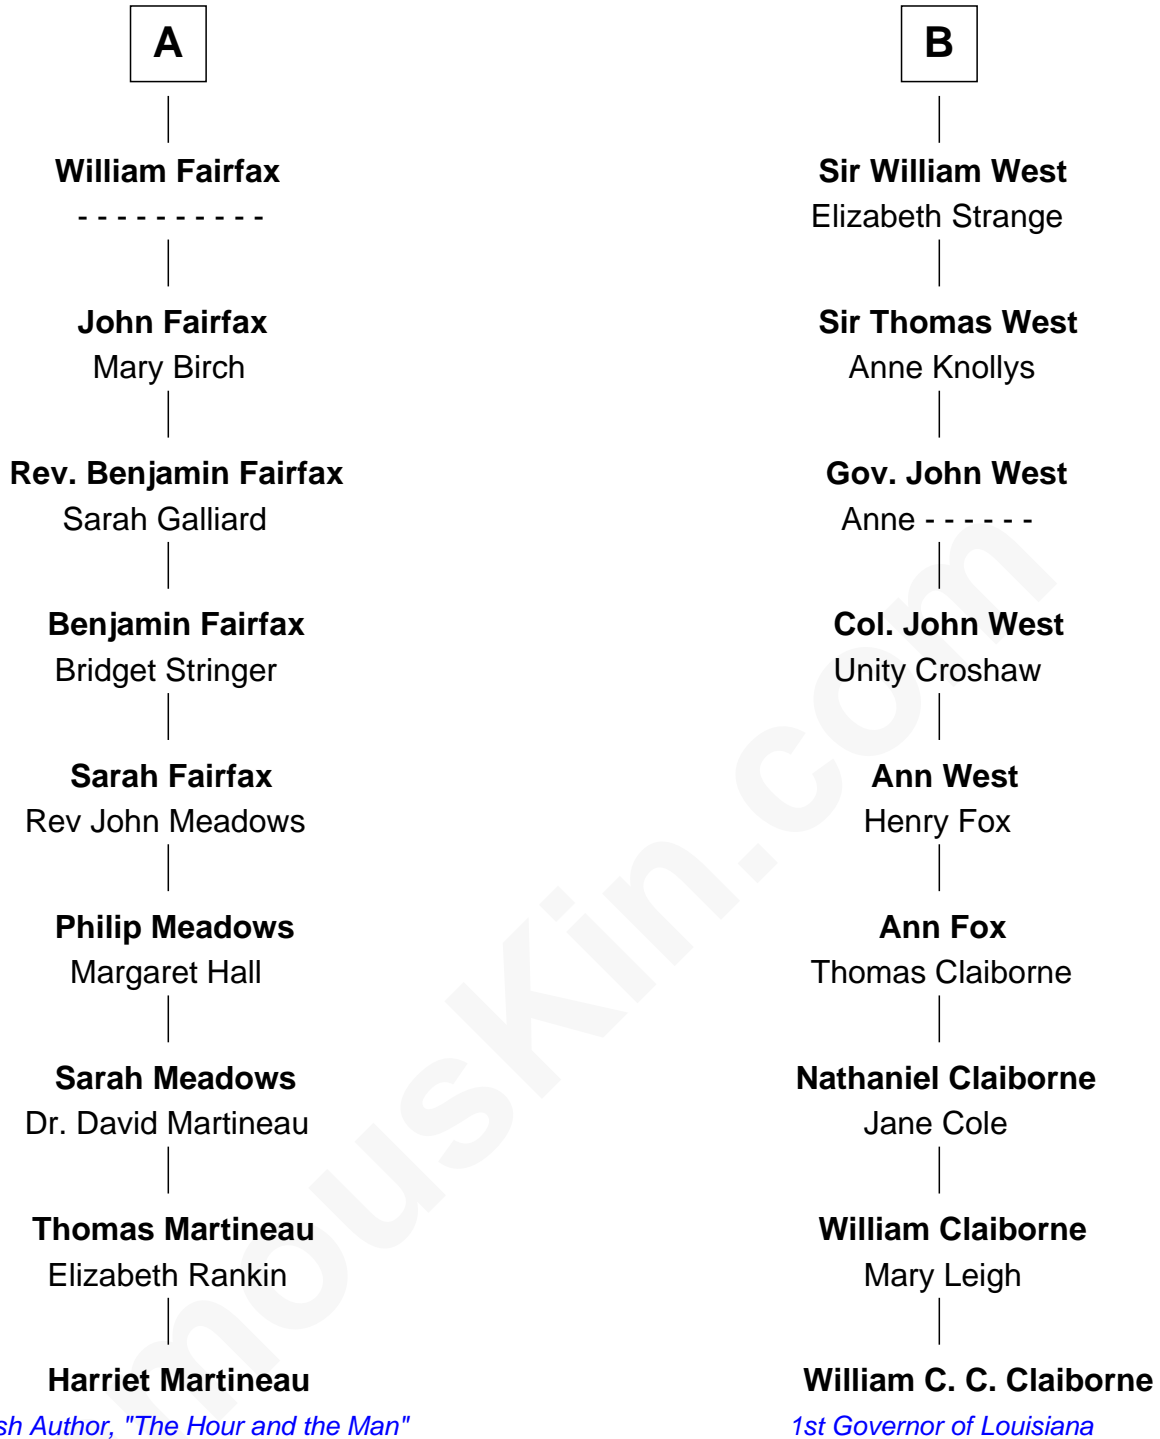 A
William Fairfax
- - - - - - - - - -
John Fairfax
Mary Birch
Rev. Benjamin Fairfax
Sarah Galliard
Benjamin Fairfax
Bridget Stringer
Sarah Fairfax
Rev John Meadows
Philip Meadows
Margaret Hall
Sarah Meadows
Dr. David Martineau
Thomas Martineau
Elizabeth Rankin
Harriet Martineau
sh Author, "The Hour and the Man"
B
Sir William West
Elizabeth Strange
Sir Thomas West
Anne Knollys
Gov. John West
Anne - - - - - -
Col. John West
Unity Croshaw
Ann West
Henry Fox
Ann Fox
Thomas Claiborne
Nathaniel Claiborne
Jane Cole
William Claiborne
Mary Leigh
William C. C. Claiborne
1st Governor of Louisiana
mousKin.com